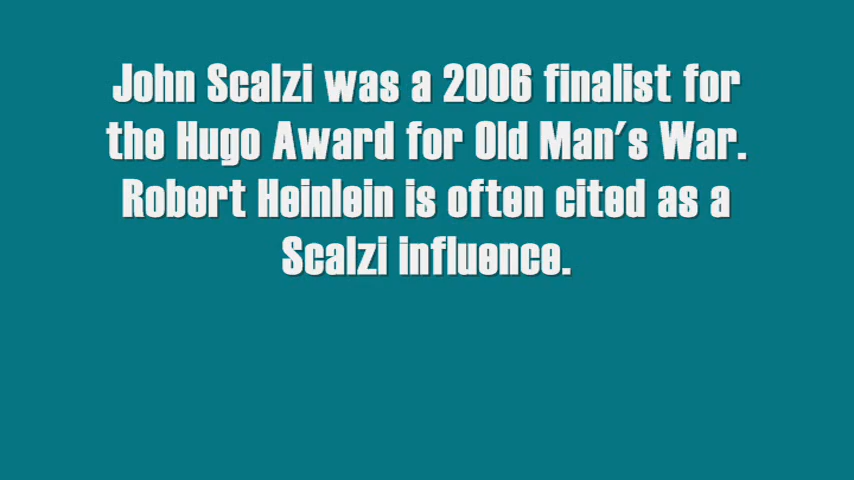 John Scalzi was a 2006 finalist for
the Hugo Award for Old Man's War.
Robert Heinlein is often cited as a
Scalzi influence.